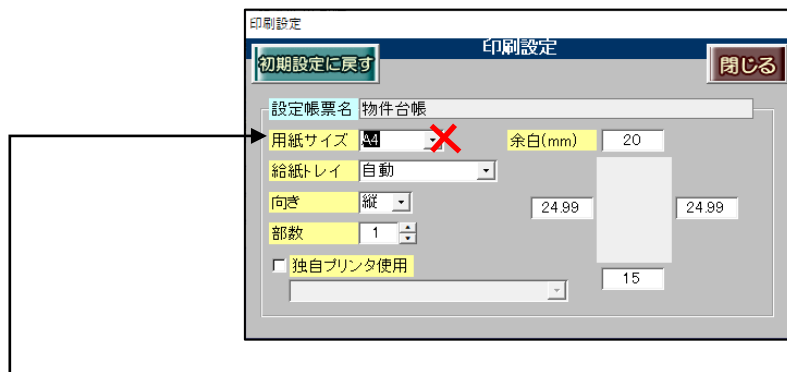 印刷設定
印刷設定
初期設定に戻す
閉じる
設定帳票名 物件台帳
用紙サイズ A4 余白(mm) 20
給紙トレイ 自動
向き 縦 24.99 24.99
部数 1
独自プリンタ使用 15